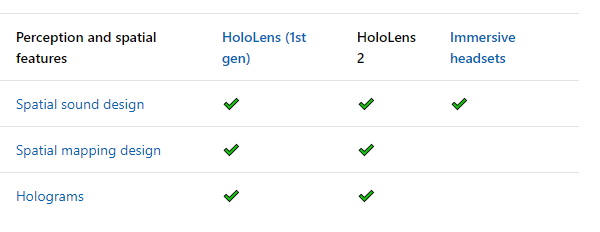 Perception and spatial
features
HoloLens (1st
gen)
HoloLens
2
Immersive
headsets
Spatial sound design
Spatial mapping design
Holograms